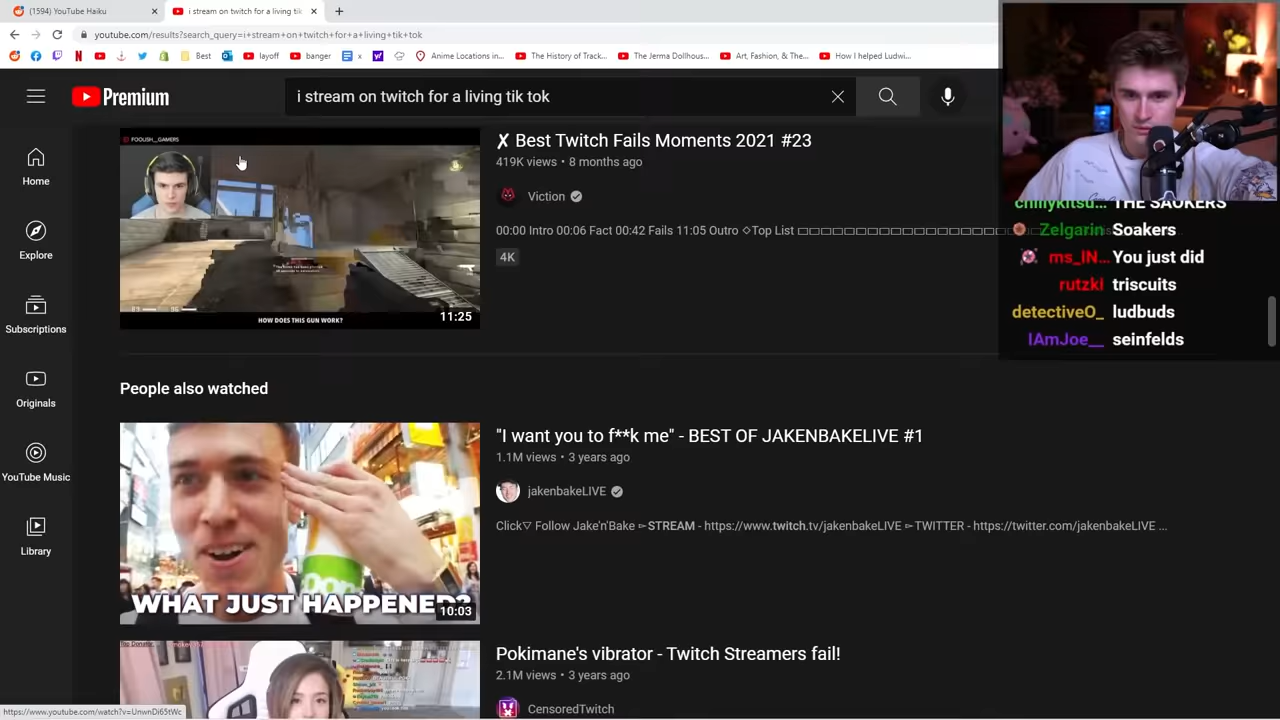 (1594) YouTube Haiku
i stream on twitch for a living tik
youtube.com/results?search_query=i+stream+on+twitch+for+a+living+tik+tok
Best
layoff
banger
x
Anime Locations in...
The History of Track...
The Jerma Dollhous...
Art, Fashion, & The...
How I helped Ludwi...
Premium
i stream on twitch for a living tik tok
Home
Explore
Subscriptions
Originals
YouTube Music
Library
FOOLISH_GAMERS
HOW DOES THIS GUN WORK?
11:25
✗ Best Twitch Fails Moments 2021 #23
419K views • 8 months ago
Viction
00:00 Intro 00:06 Fact 00:42 Fails 11:05 Outro ◇Top List
4K
chillykitsu... THE SAUKERS
Zelgarin Soakers
ms_IN... You just did
rutzki triscuits
detectiveO_ ludbuds
IAmJoe__ seinfelds
People also watched
WHAT JUST HAPPENED?
10:03
"I want you to f**k me" - BEST OF JAKENBAKELIVE #1
1.1M views • 3 years ago
jakenbakeLIVE
Click▽ Follow Jake'n'Bake ➣STREAM - https://www.twitch.tv/jakenbakeLIVE ➣TWITTER - https://twitter.com/jakenbakeLIVE ...
Top Donator:
Pokimane's vibrator - Twitch Streamers fail!
2.1M views • 3 years ago
CensoredTwitch
https://www.youtube.com/watch?v=UnwnDi65tWc